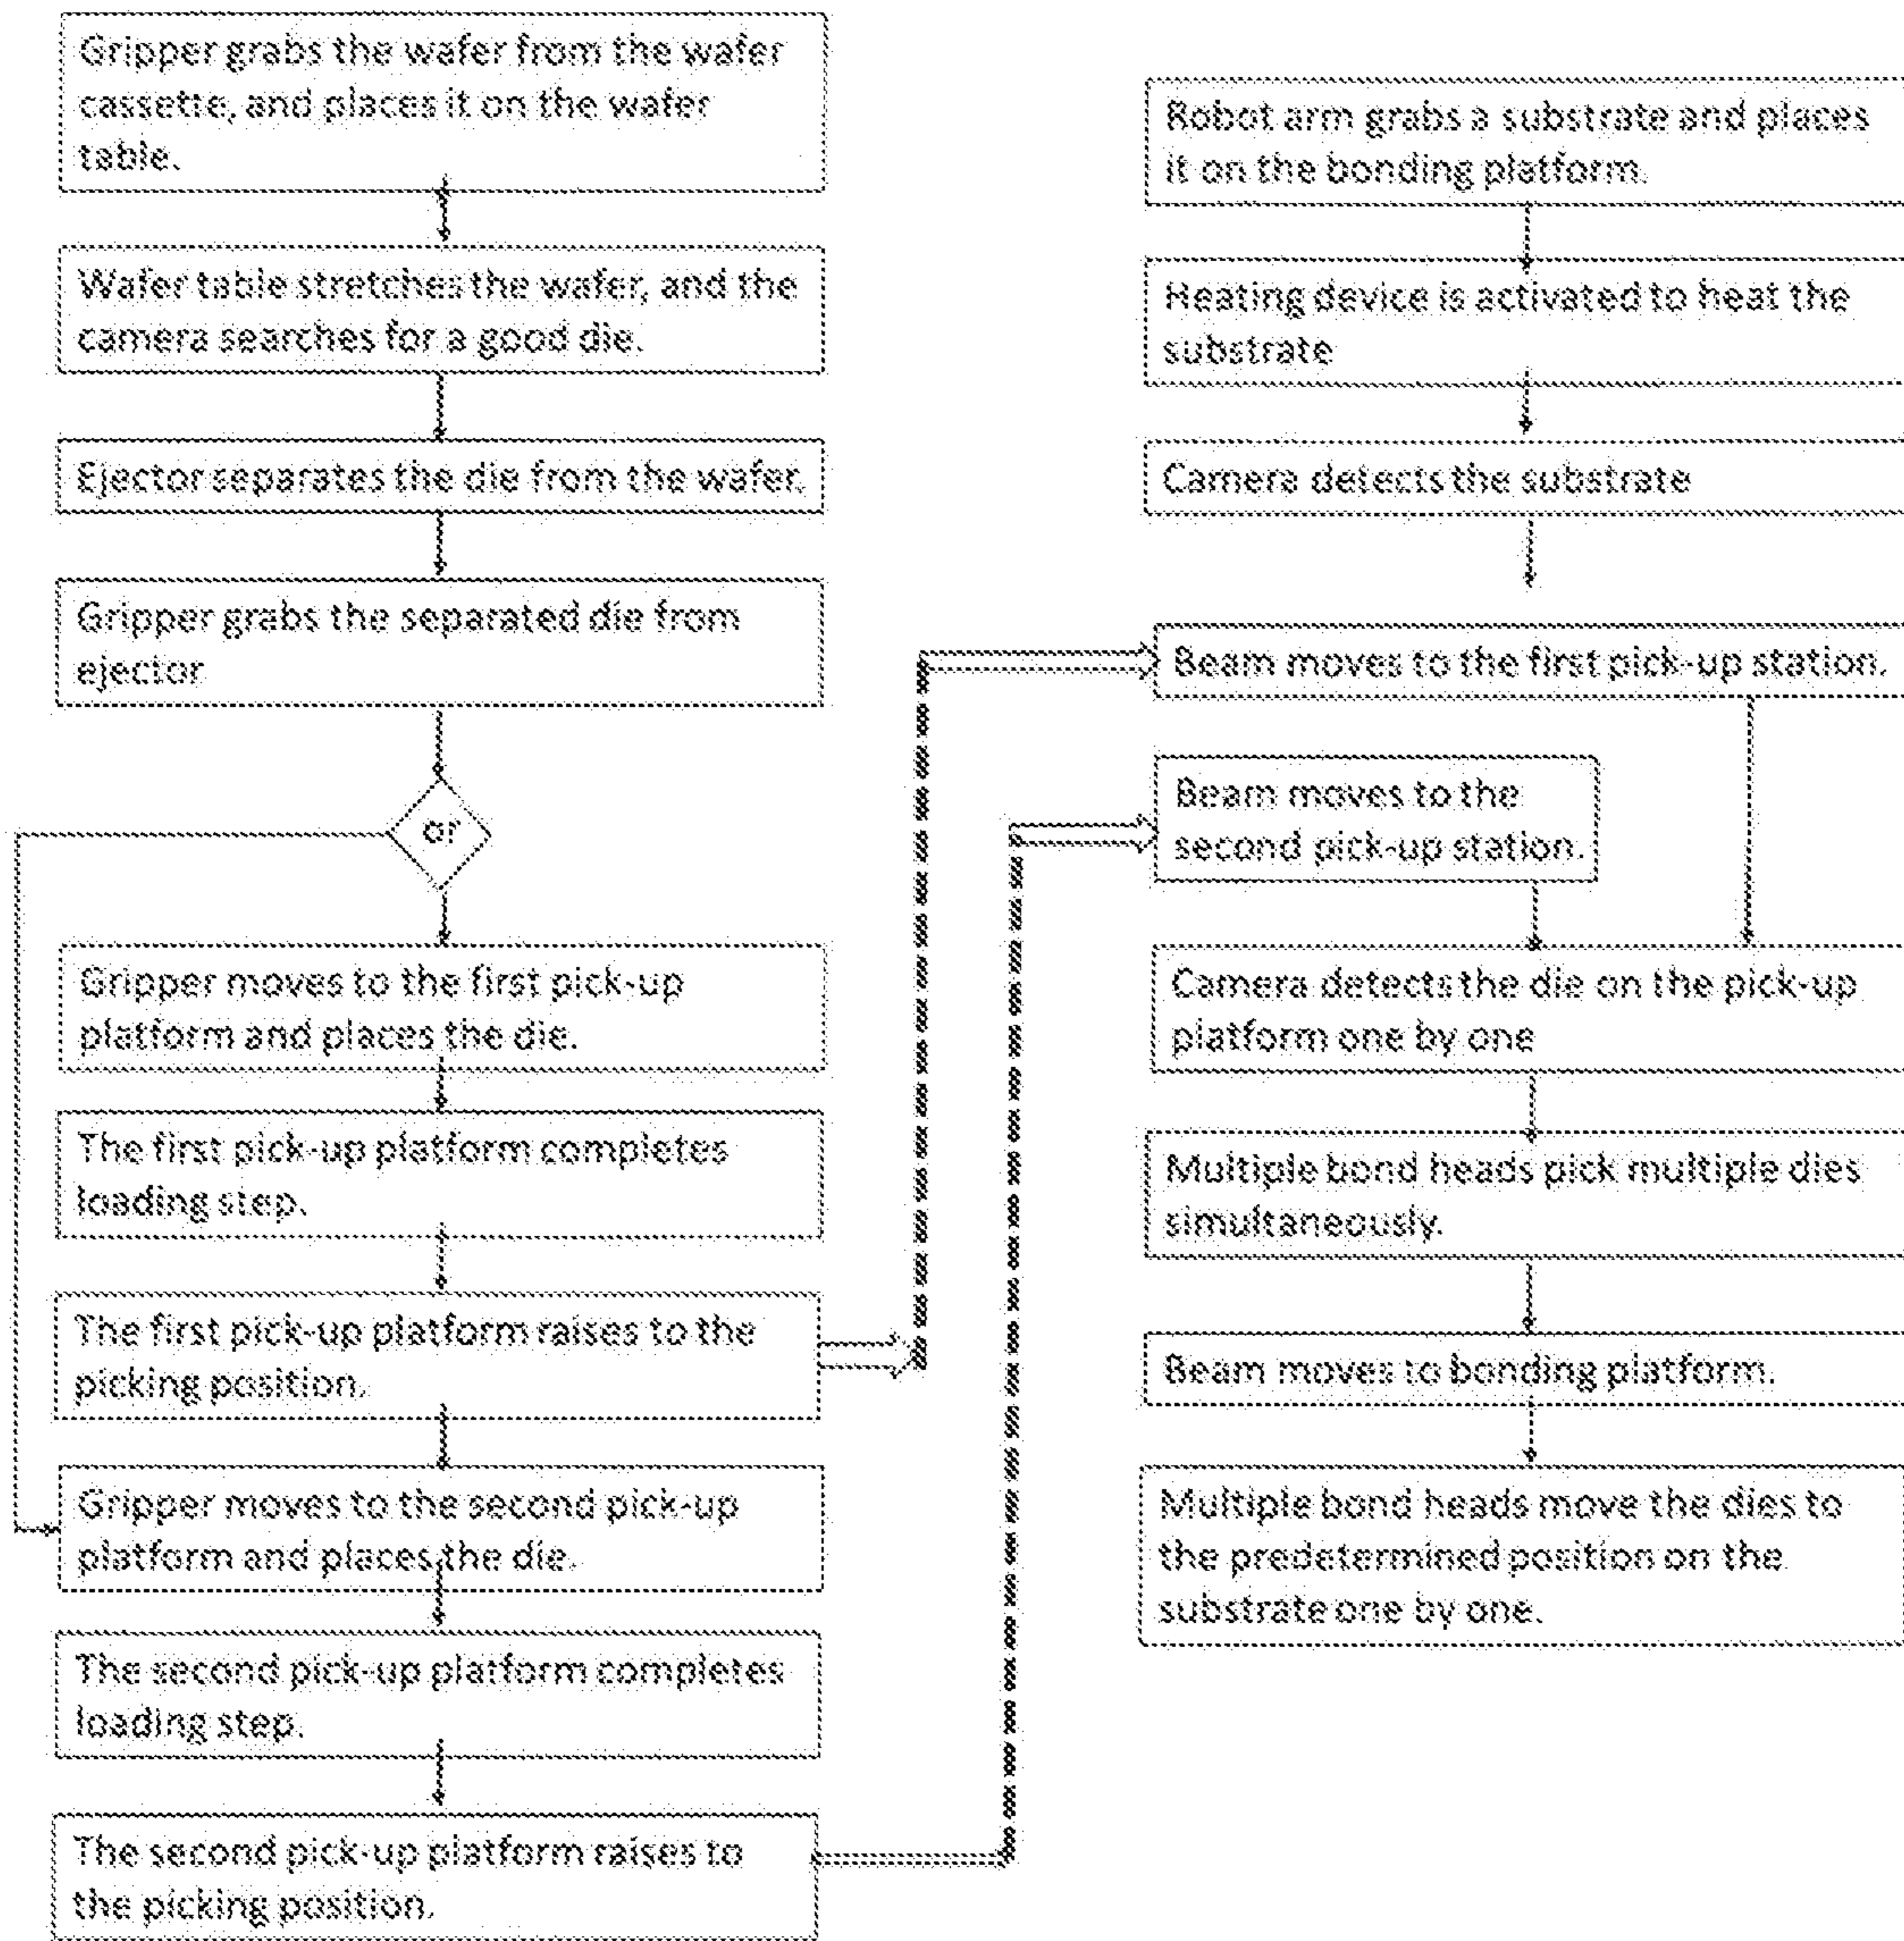 Gripper grabs the wafer from the wafer
cassette, and places it on the wafer
table.
Wafer table stretches the wafer, and the
camera searches for a good die.
Ejector separates the die from the wafer.
Gripper grabs the separated die from
ejector
or
Gripper moves to the first pick-up
platform and places the die.
The first pick-up platform completes
loading step.
The first pick-up platform raises to the
picking position.
Gripper moves to the second pick-up
platform and places the die.
The second pick-up platform completes
loading step.
The second pick-up platform raises to
the picking position.
Robot arm grabs a substrate and places
it on the bonding platform.
Heating device is activated to heat the
substrate
Camera detects the substrate
Beam moves to the first pick-up station.
Beam moves to the
second pick-up station.
Camera detects the die on the pick-up
platform one by one
Multiple bond heads pick multiple dies
simultaneously.
Beam moves to bonding platform.
Multiple bond heads move the dies to
the predetermined position on the
substrate one by one.